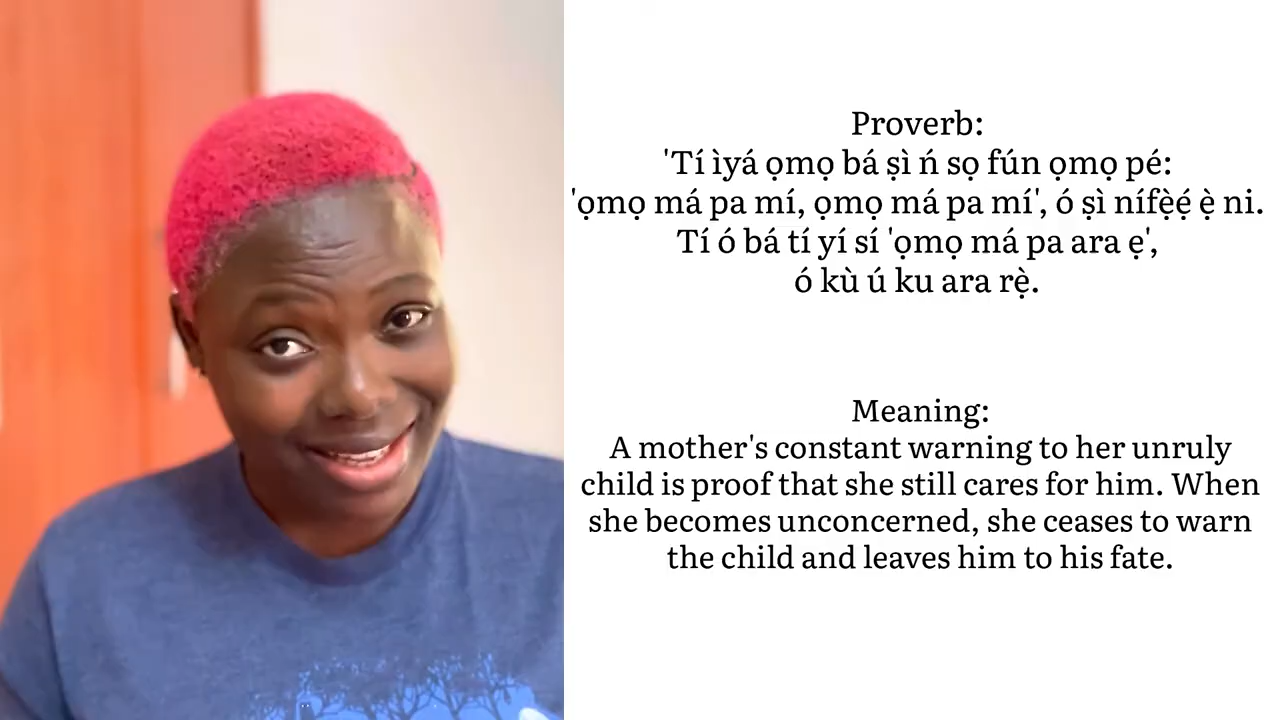 Proverb:
'Tí ìyá ọmọ bá ṣì ń sọ fún ọmọ pé:
'ọmọ má pa mí, ọmọ má pa mí', ó ṣì nífẹ̀ẹ́ ẹ̀ ni.
Tí ó bá tí yí sí 'ọmọ má pa ara ẹ',
ó kù ú ku ara rẹ̀.
Meaning:
A mother's constant warning to her unruly
child is proof that she still cares for him. When
she becomes unconcerned, she ceases to warn
the child and leaves him to his fate.